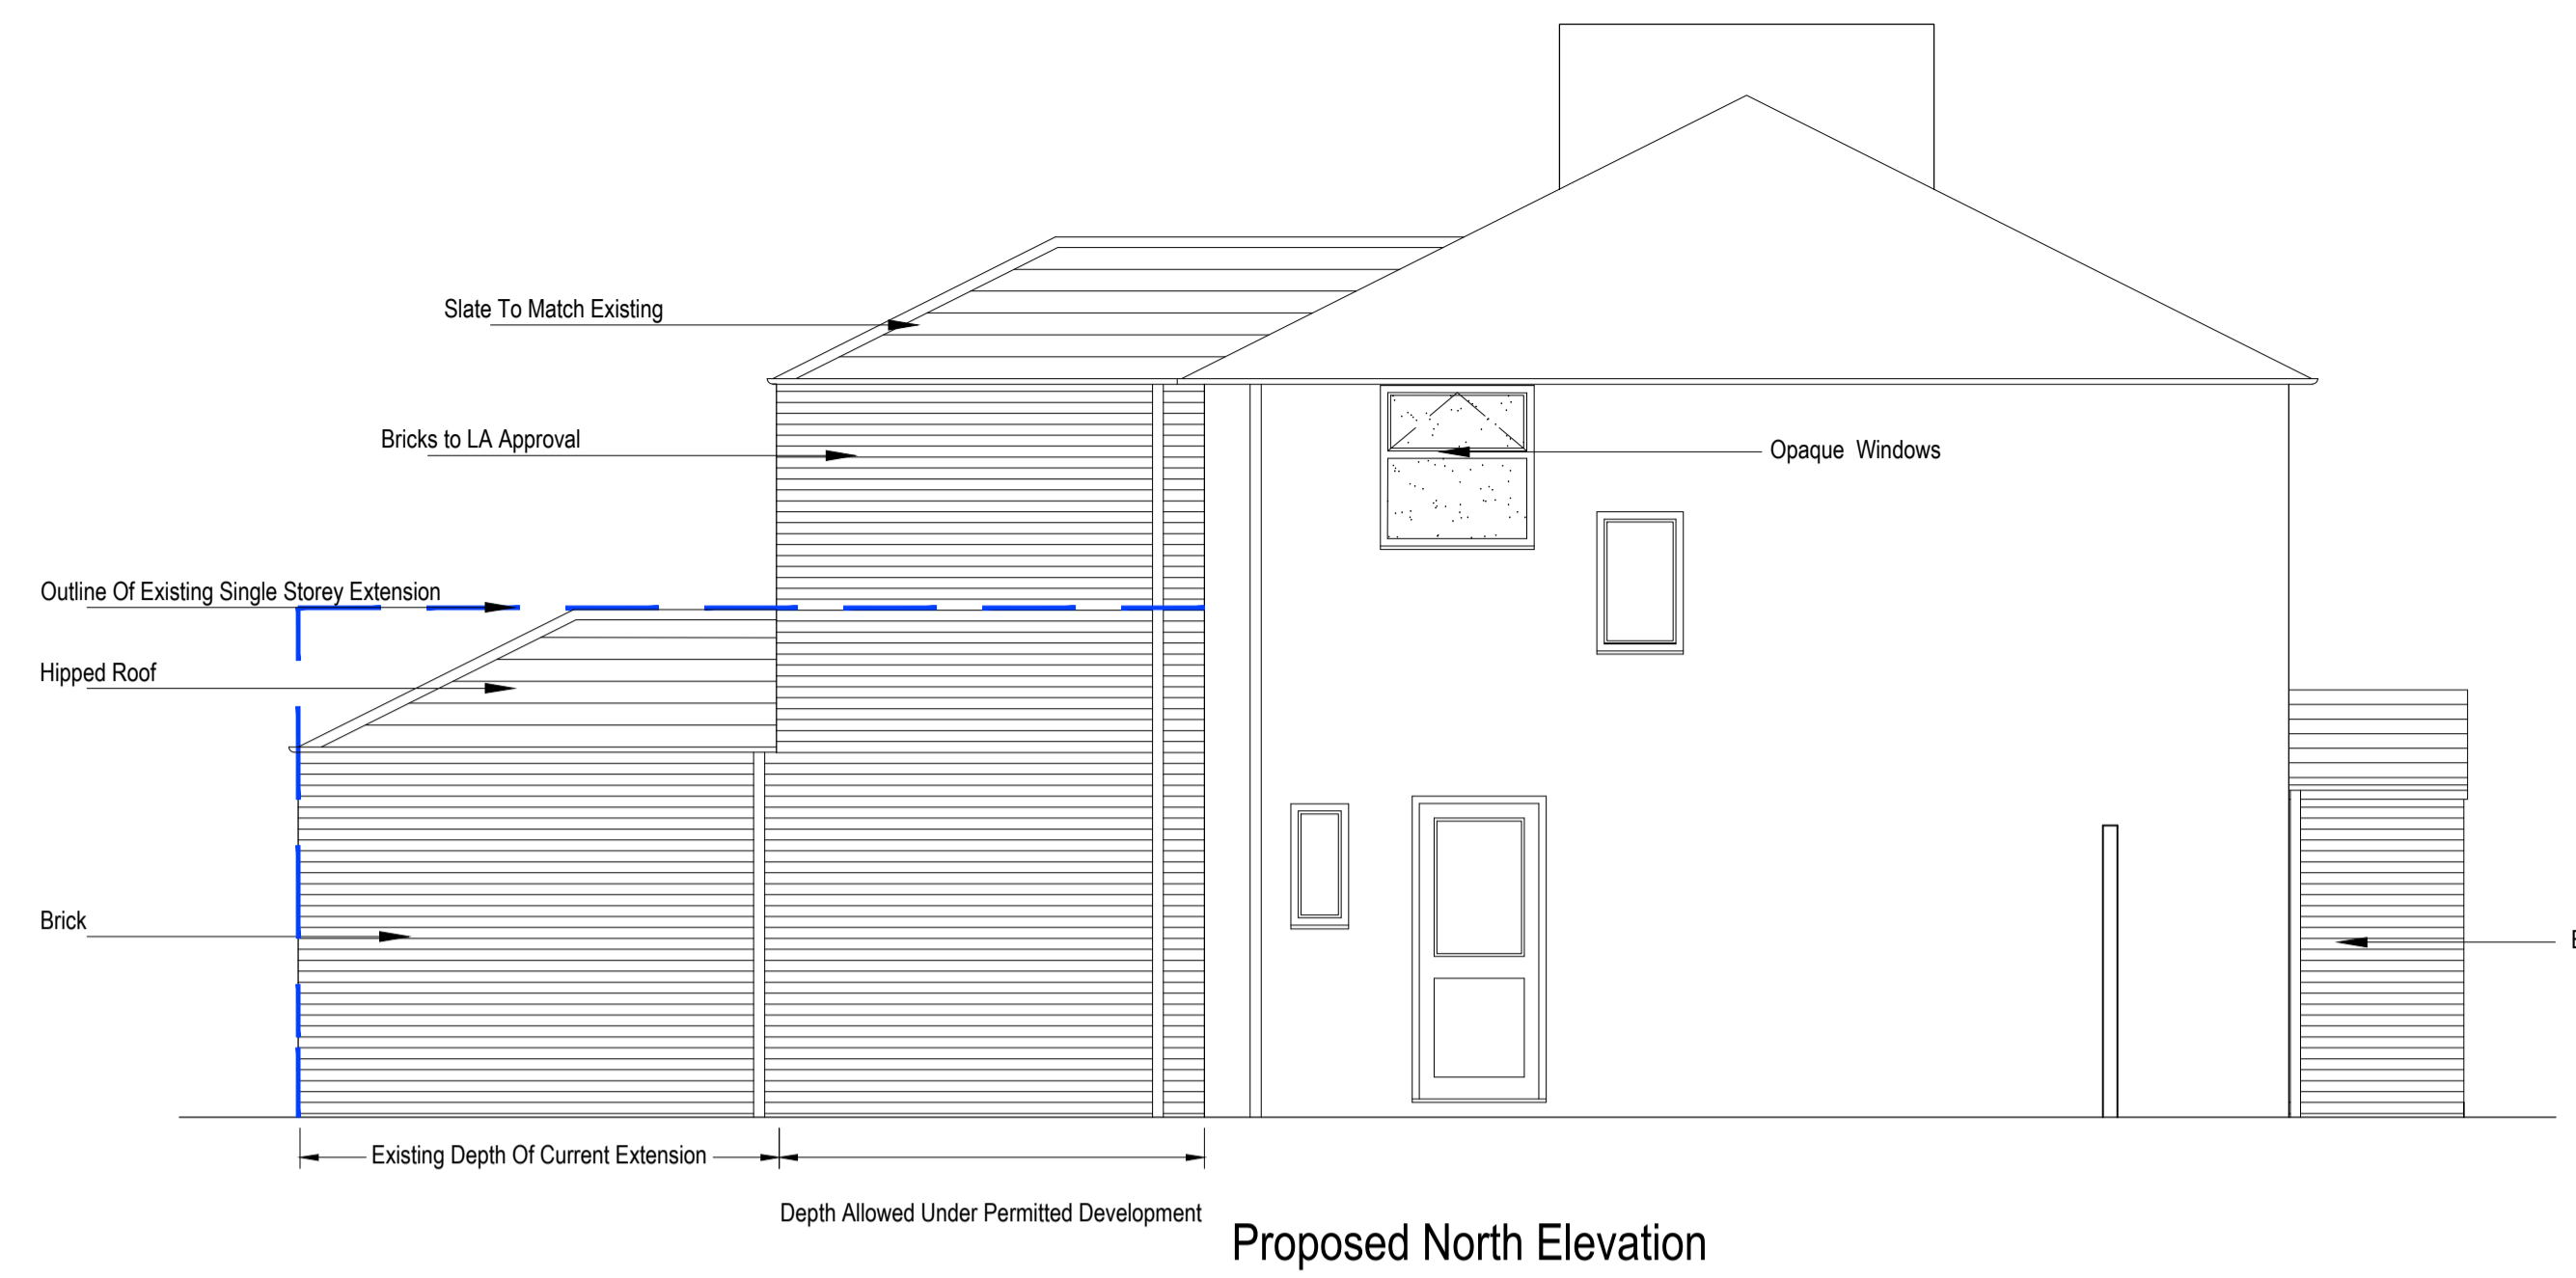 Slate To Match Existing
Bricks to LA Approval
Opaque Windows
Outline Of Existing Single Storey Extension
Hipped Roof
Brick
Existing Depth Of Current Extension
Depth Allowed Under Permitted Development
Proposed North Elevation